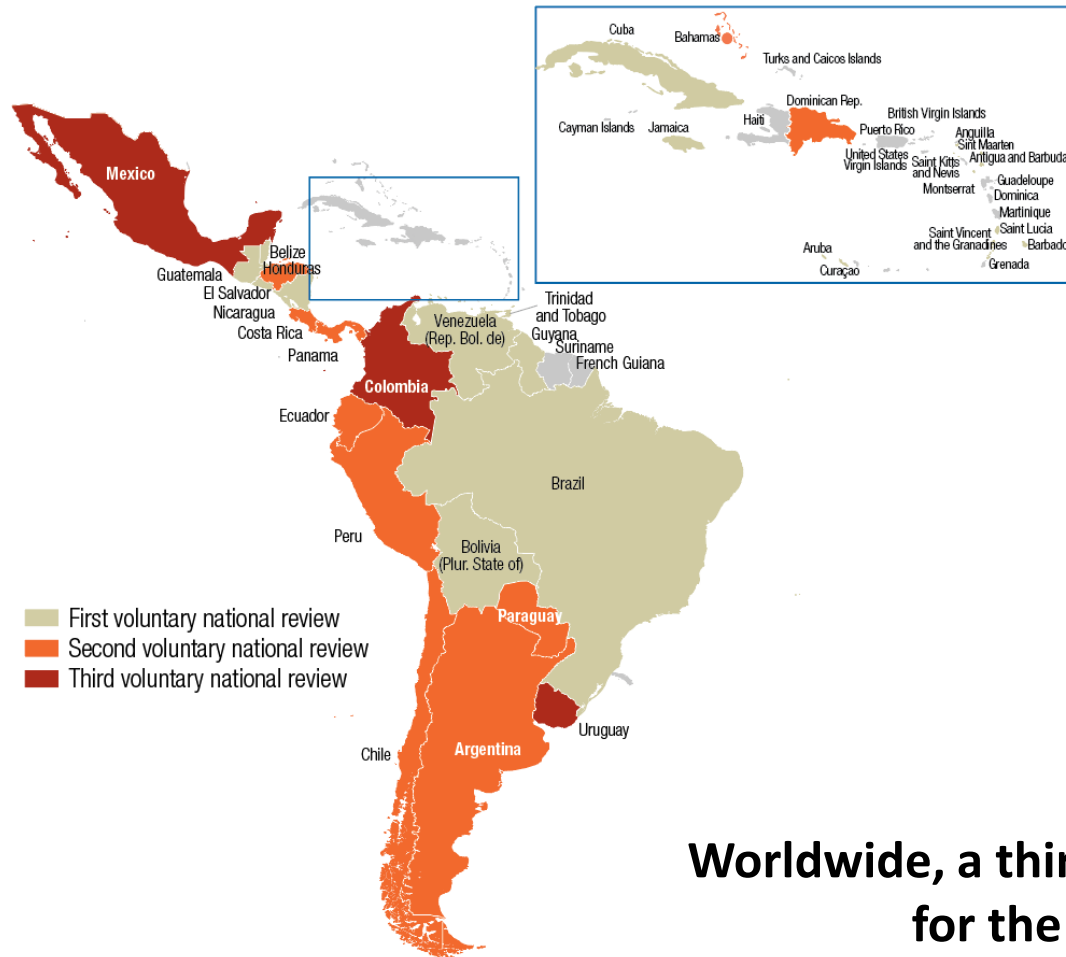 Cuba
Bahamas
Turks and Caicos Islands
Dominican Rep.
Haiti
British Virgin Islands
Cayman Islands
Jamaica
Puerto Rico
Anguilla
Sint Maarten
United States
Virgin Islands
Saint Kitts
and Nevis
Antigua and Barbuda
Montserrat
Guadeloupe
Dominica
Martinique
Saint Lucia
Saint Vincent
and the Granadines
Barbado
Aruba
Curaçao
Grenada
Mexico
Belize
Guatemala
Honduras
El Salvador
Nicaragua
Costa Rica
Panama
Trinidad
and Tobago
Venezuela
(Rep. Bol. de)
Guyana
Suriname
French Guiana
Colombia
Ecuador
Brazil
Peru
Bolivia
(Plur. State of)
Paraguay
First voluntary national review
Second voluntary national review
Third voluntary national review
Uruguay
Chile
Argentina
Worldwide, a thir
for the